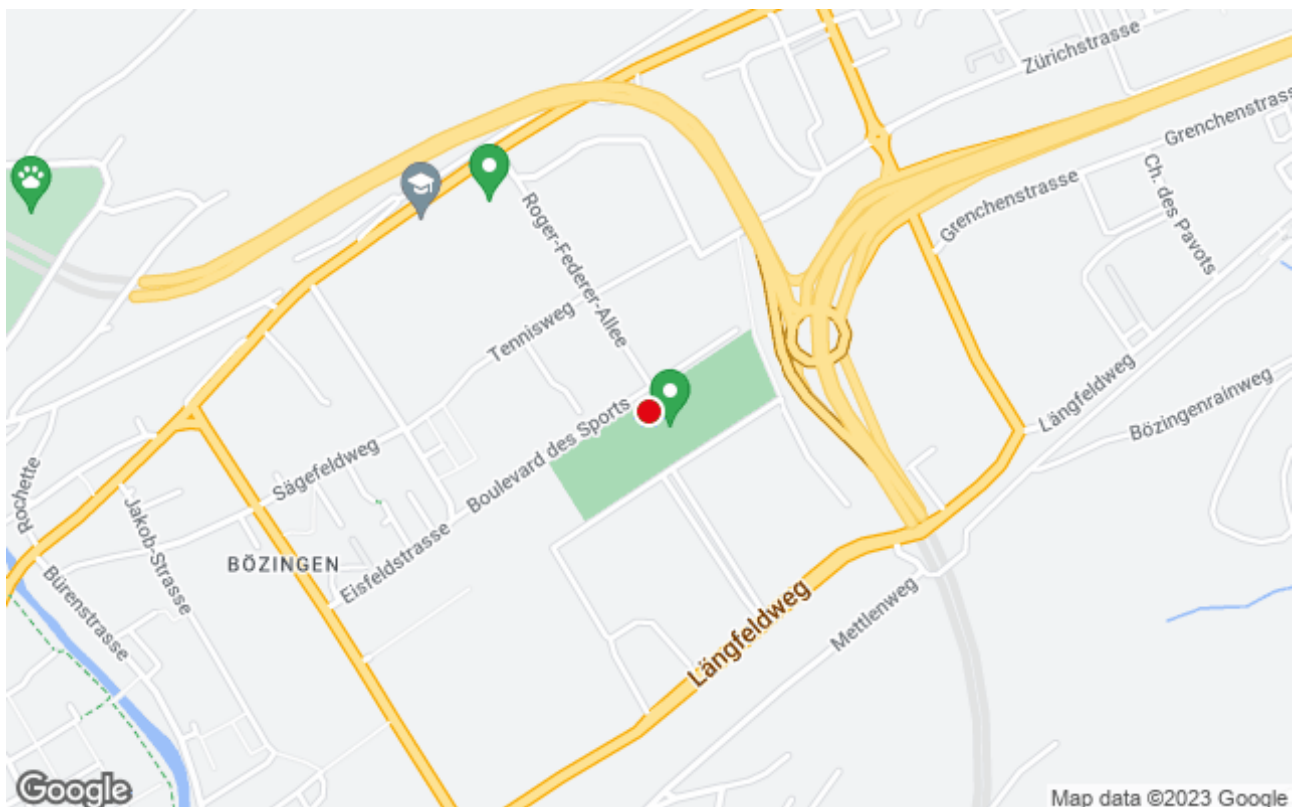 Zürichstrasse
Grenchenstrass
Grenchenstrasse
Ch. des Pavots
Roger-Federer-Allee
Tennisweg
Längfeldweg
Bözingenrainweg
Boulevard des Sports
Sägefeldweg
Rochette
Jakob-Strasse
BÖZINGEN
Eisfeldstrasse
Bürenstrasse
Längfeldweg
Mettlenweg
Google
Map data ©2023 Google